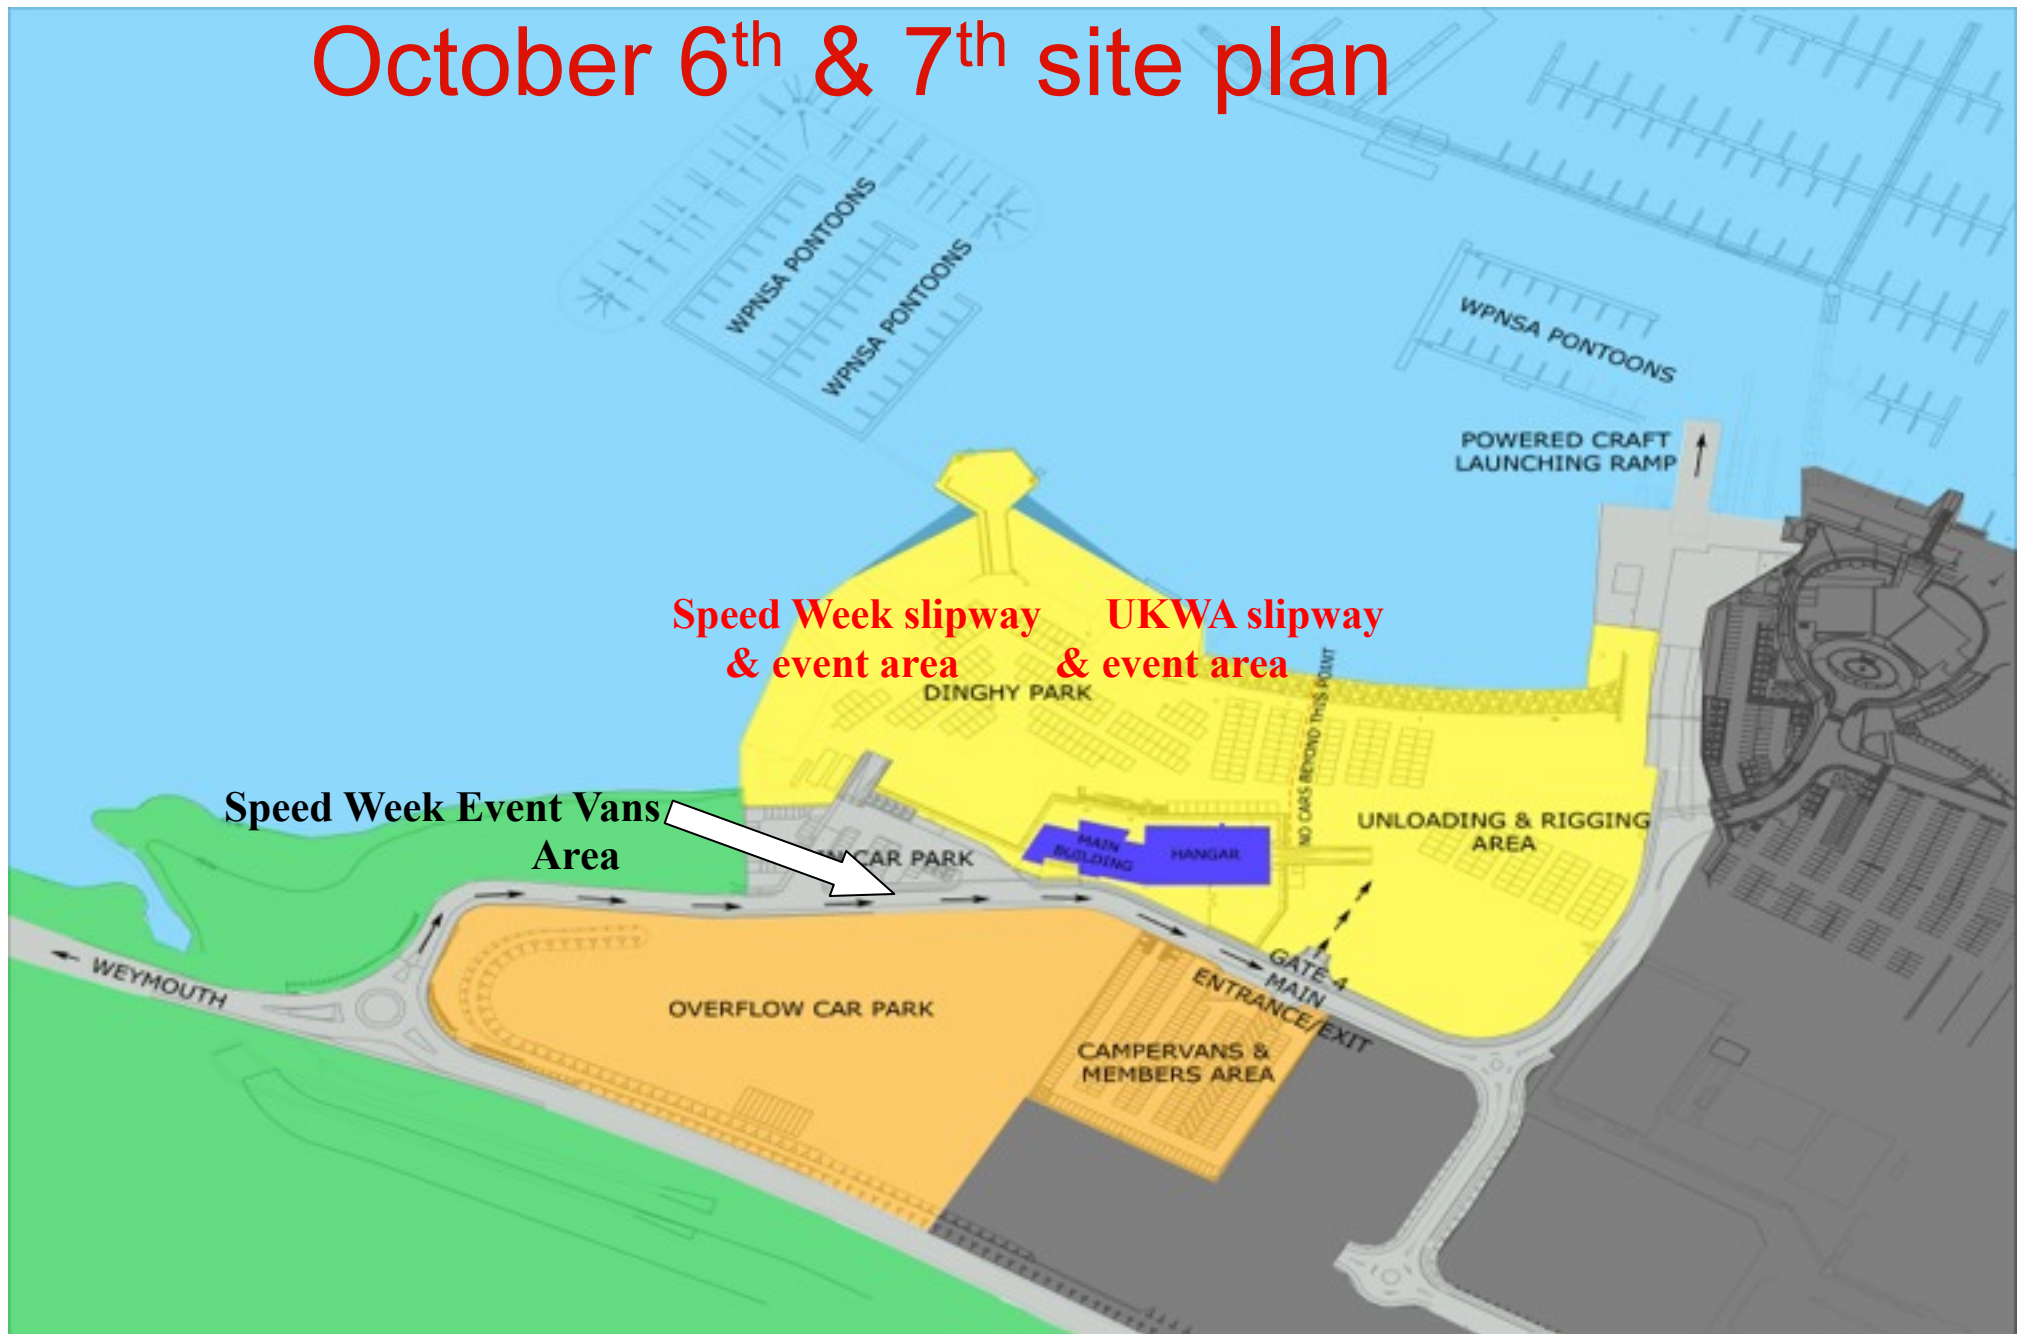 October 6th & 7th site plan
WPNSA PONTOONS
WPNSA PONTOONS
WPNSA PONTOONS
POWERED CRAFT
LAUNCHING RAMP
Speed Week slipway
& event area
UKWA slipway
& event area
DINGHY PARK
NO CARS BEYOND THIS POINT
Speed Week Event Vans
Area
CAR PARK
MAIN
BUILDING
HANGAR
UNLOADING & RIGGING
AREA
WEYMOUTH
OVERFLOW CAR PARK
GATE 4
MAIN
ENTRANCE/EXIT
CAMPERVANS &
MEMBERS AREA